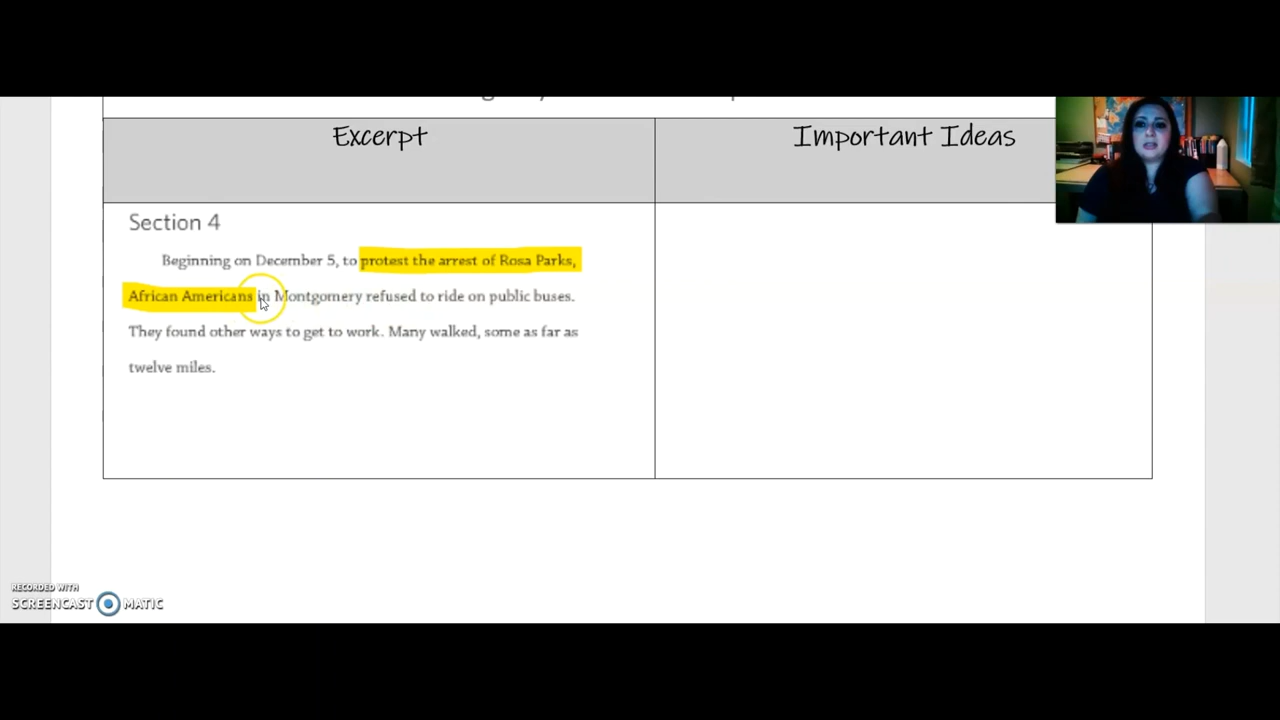 Excerpt
Important Ideas
Section 4
Beginning on December 5, to protest the arrest of Rosa Parks,
African Americans in Montgomery refused to ride on public buses.
They found other ways to get to work. Many walked, some as far as
twelve miles.
RECORDED WITH
SCREENCAST MATIC